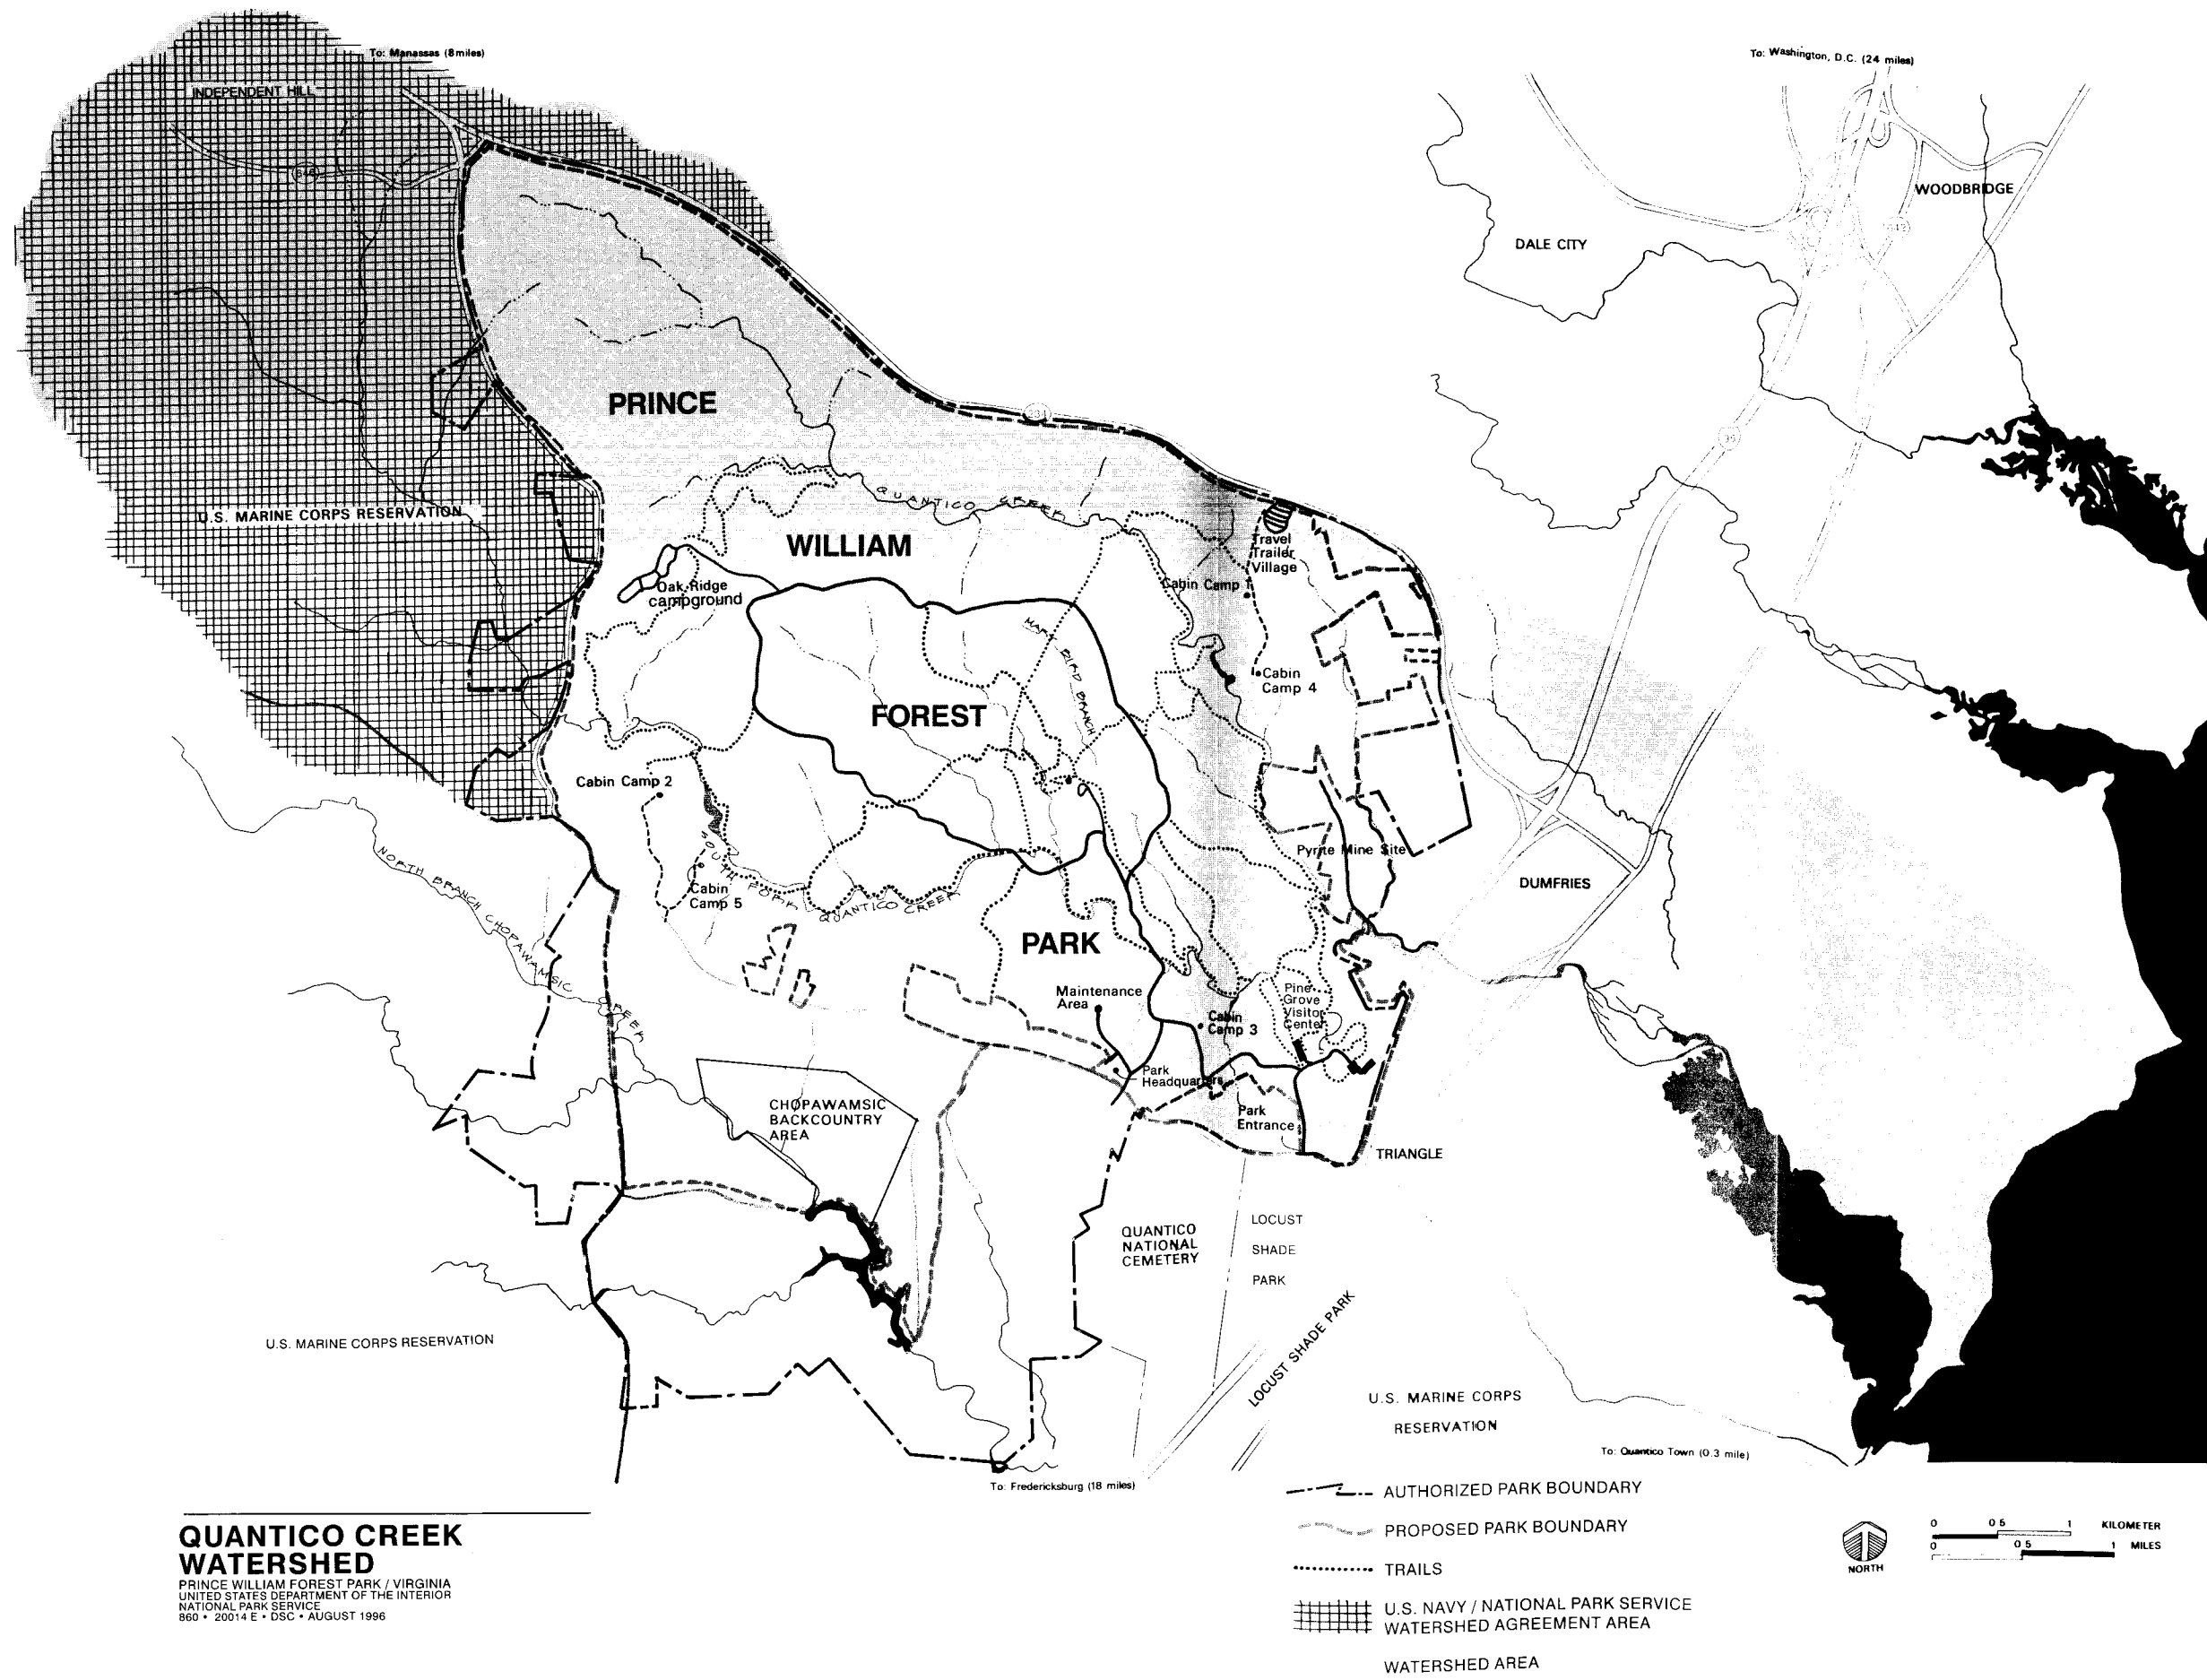 To: Manassas (8miles)
To: Washington, D.C. (24 miles)
INDEPENDENT HILL
646
WOODBRIDGE
DALE CITY
PRINCE
QUANTICO CREEK
U.S. MARINE CORPS RESERVATION
WILLIAM
Travel
Trailer
Village
Cabin Camp 1
Oak Ridge
campground
MARY BIRD BRANCH
Cabin
Camp 4
FOREST
Cabin Camp 2
Pyrite Mine Site
NORTH BRANCH CHOPAWAMSIC CREEK
SOUTH FORK QUANTICO CREEK
Cabin
Camp 5
DUMFRIES
PARK
Maintenance
Area
Pine
Grove
Visitor
Center
Cabin
Camp 3
Park
Headquarters
CHOPAWAMSIC
BACKCOUNTRY
AREA
Park
Entrance
TRIANGLE
QUANTICO
NATIONAL
CEMETERY
LOCUST
SHADE
PARK
LOCUST SHADE PARK
U.S. MARINE CORPS RESERVATION
U.S. MARINE CORPS
RESERVATION
To: Quantico Town (0.3 mile)
To: Fredericksburg (18 miles)
AUTHORIZED PARK BOUNDARY
PROPOSED PARK BOUNDARY
TRAILS
U.S. NAVY / NATIONAL PARK SERVICE
WATERSHED AGREEMENT AREA
WATERSHED AREA
QUANTICO CREEK
WATERSHED
PRINCE WILLIAM FOREST PARK / VIRGINIA
UNITED STATES DEPARTMENT OF THE INTERIOR
NATIONAL PARK SERVICE
860 • 20014 E • DSC • AUGUST 1996
NORTH
0 0 5 1 KILOMETER
0 0 5 1 MILES